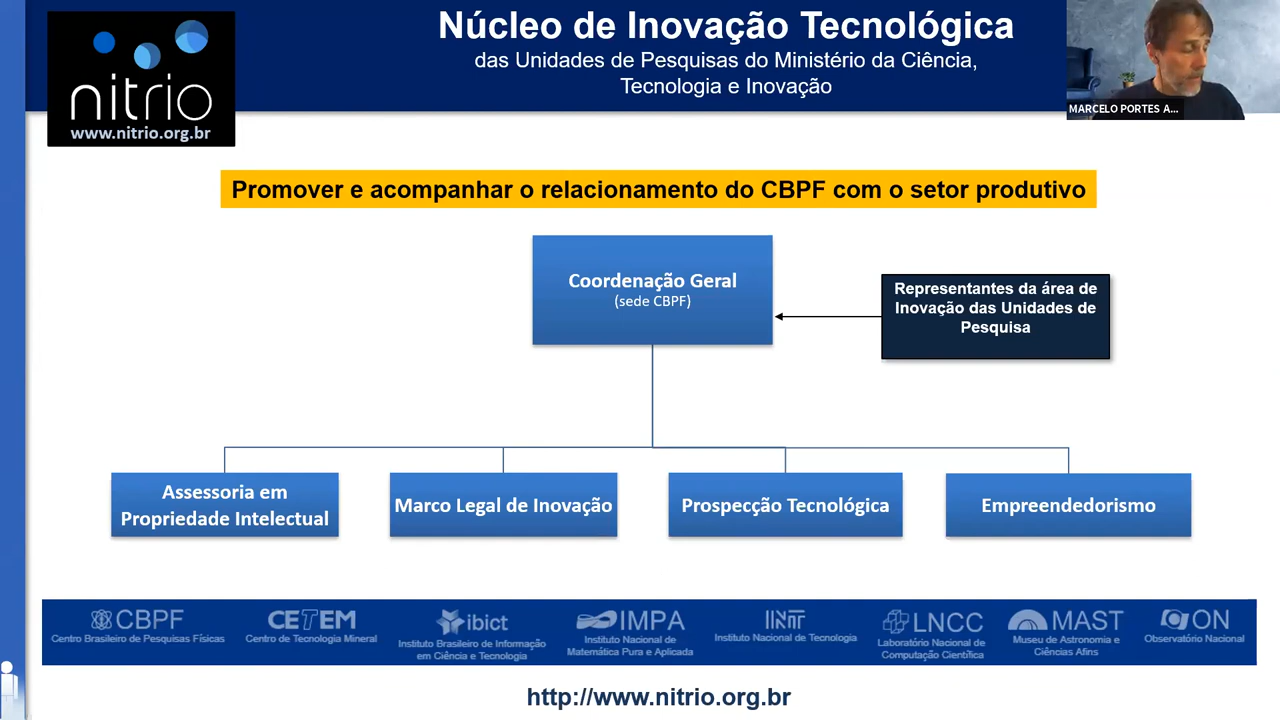 Núcleo de Inovação Tecnológica
das Unidades de Pesquisas do Ministério da Ciência,
Tecnologia e Inovação
nitrio
www.nitrio.org.br
MARCELO PORTES A...
Promover e acompanhar o relacionamento do CBPF com o setor produtivo
Coordenação Geral
(sede CBPF)
Representantes da área de
Inovação das Unidades de
Pesquisa
Assessoria em
Propriedade Intelectual
Marco Legal de Inovação
Prospecção Tecnológica
Empreendedorismo
CBPF
Centro Brasileiro de Pesquisas Físicas
CETEM
Centro de Tecnologia Mineral
ibict
Instituto Brasileiro de Informação
em Ciência e Tecnologia
IMPA
Instituto Nacional de
Matemática Pura e Aplicada
INT
Instituto Nacional de Tecnologia
LNCC
Laboratório Nacional de
Computação Científica
MAST
Museu de Astronomia e
Ciências Afins
ON
Observatório Nacional
http://www.nitrio.org.br